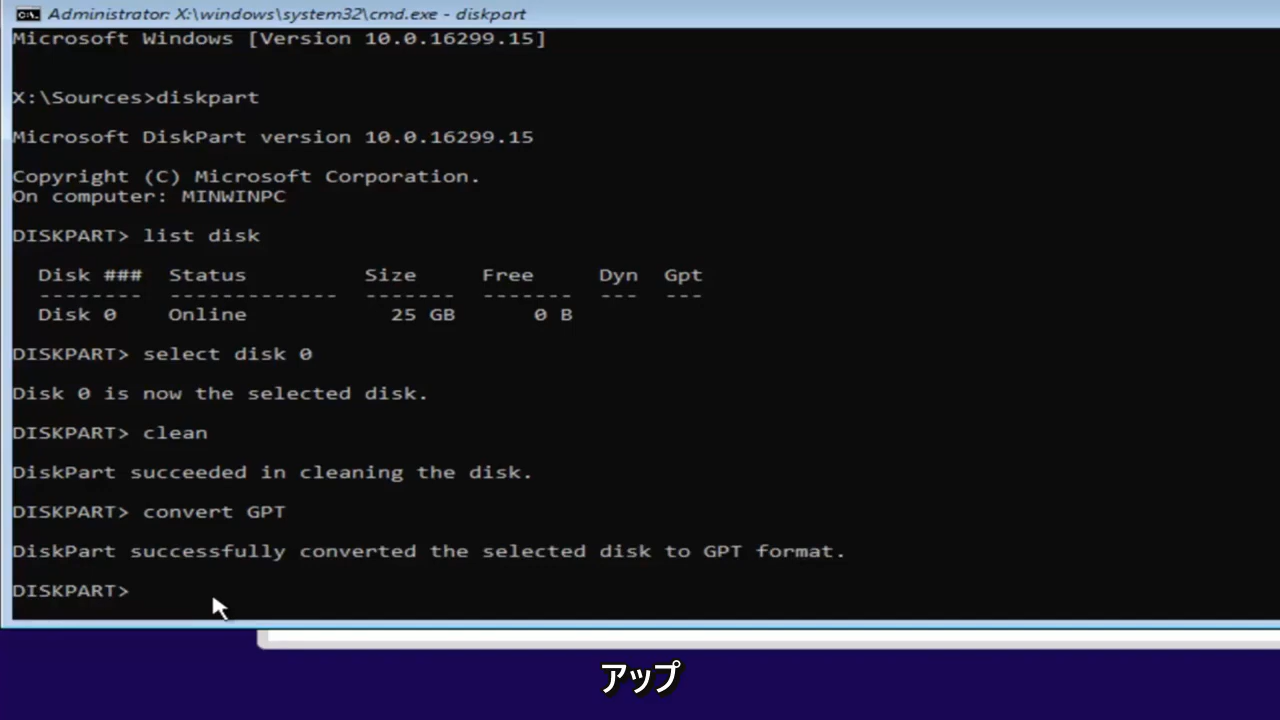 Administrator: X:\windows\system32\cmd.exe - diskpart
Microsoft Windows [Version 10.0.16299.15]
X:\Sources>diskpart
Microsoft DiskPart version 10.0.16299.15
Copyright (C) Microsoft Corporation.
On computer: MINWINPC
DISKPART> list disk
Disk ### Status Size Free Dyn Gpt
-------- ------------- ------- ------- --- ---
Disk 0 Online 25 GB 0 B
DISKPART> select disk 0
Disk 0 is now the selected disk.
DISKPART> clean
DiskPart succeeded in cleaning the disk.
DISKPART> convert GPT
DiskPart successfully converted the selected disk to GPT format.
DISKPART>
アップ